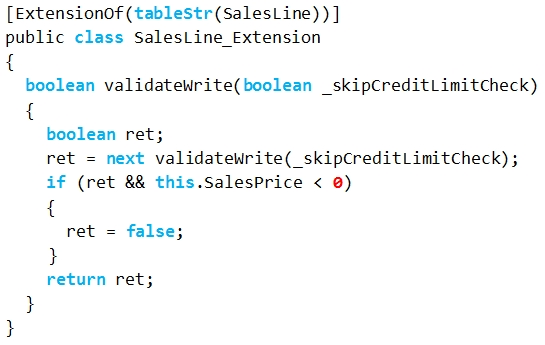 [ExtensionOf(tableStr(SalesLine))]
public class SalesLine_Extension
{
  boolean validateWrite(boolean _skipCreditLimitCheck)
  {
    boolean ret;
    ret = next validateWrite(_skipCreditLimitCheck);
    if (ret && this.SalesPrice < 0)
    {
      ret = false;
    }
    return ret;
  }
}